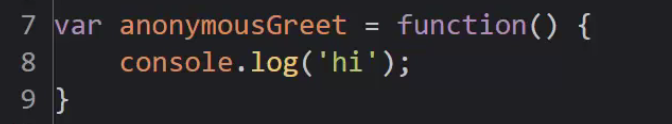 7 var anonymousGreet = function() {
8     console.log('hi');
9 }